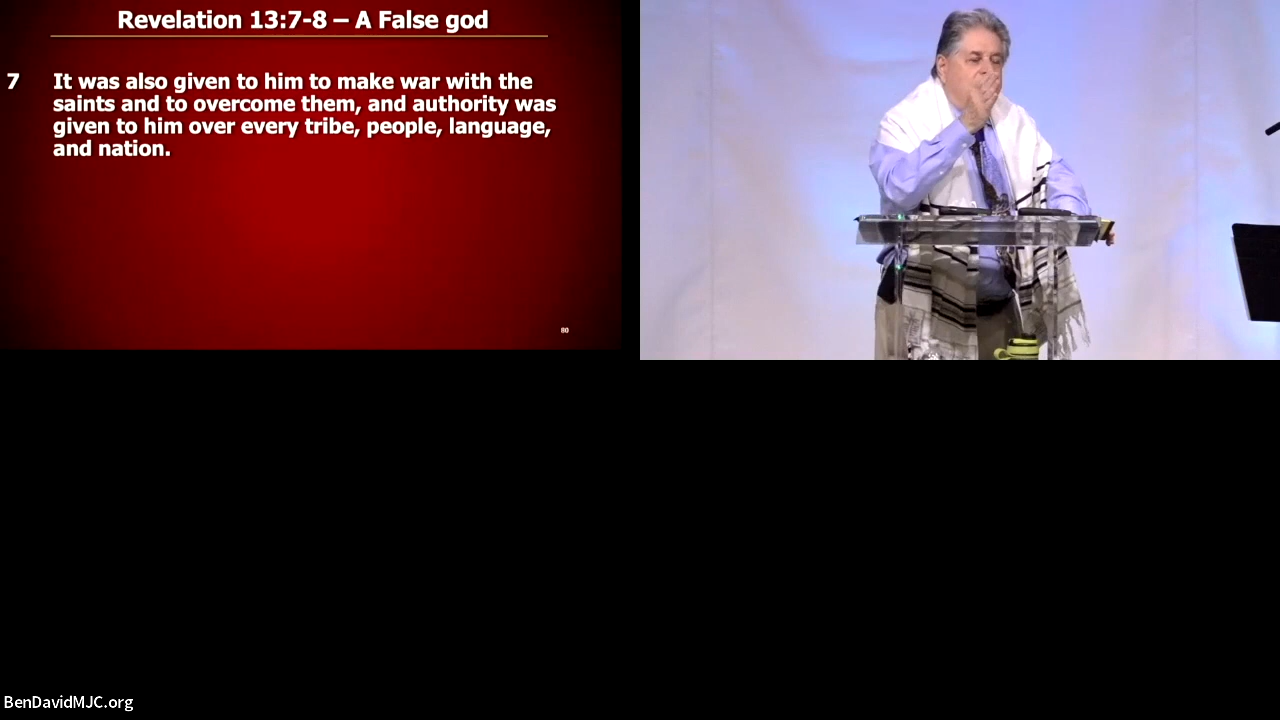 Revelation 13:7-8 – A False god
7 It was also given to him to make war with the
saints and to overcome them, and authority was
given to him over every tribe, people, language,
and nation.
80
BenDavidMJC.org